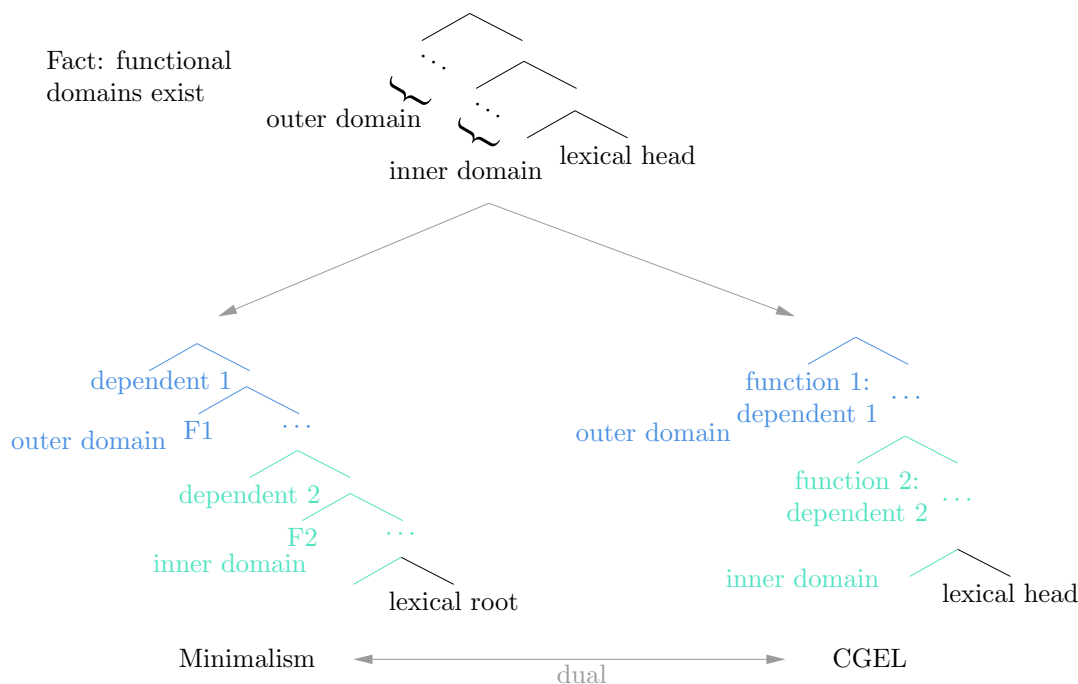 Fact: functional
domains exist
...
outer domain
...
inner domain
lexical head
dependent 1
F1
...
outer domain
dependent 2
F2
...
inner domain
lexical root
function 1:
dependent 1
...
outer domain
function 2:
dependent 2
...
inner domain
lexical head
Minimalism
dual
CGEL